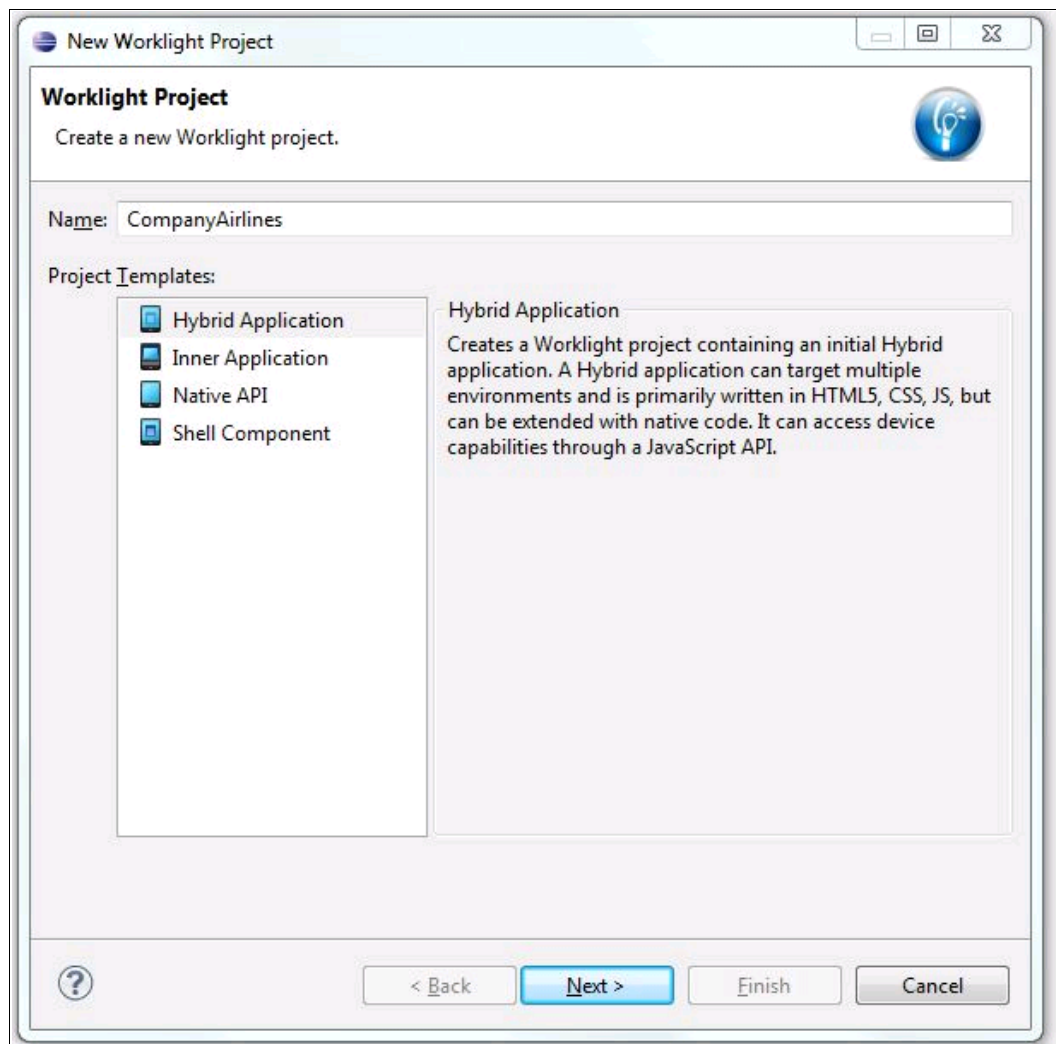 New Worklight Project
Worklight Project
Create a new Worklight project.
Name: CompanyAirlines
Project Templates:
Hybrid Application
Inner Application
Native API
Shell Component
Hybrid Application
Creates a Worklight project containing an initial Hybrid
application. A Hybrid application can target multiple
environments and is primarily written in HTML5, CSS, JS, but
can be extended with native code. It can access device
capabilities through a JavaScript API.
? < Back Next > Finish Cancel